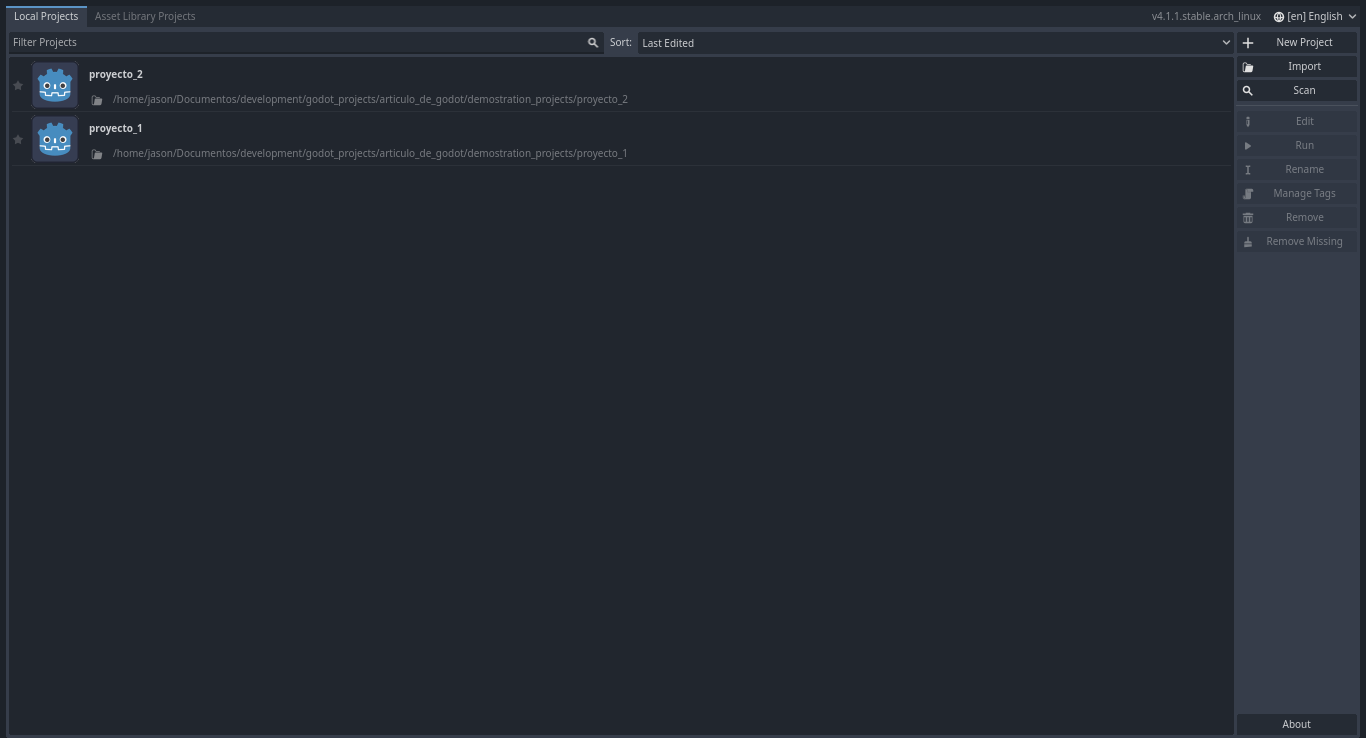 Local Projects
Asset Library Projects
v4.1.1.stable.arch_linux
[en] English
Filter Projects
Sort:
Last Edited
New Project
Import
Scan
proyecto_2
/home/jason/Documentos/development/godot_projects/articulo_de_godot/demostration_projects/proyecto_2
proyecto_1
/home/jason/Documentos/development/godot_projects/articulo_de_godot/demostration_projects/proyecto_1
Edit
Run
Rename
Manage Tags
Remove
Remove Missing
About